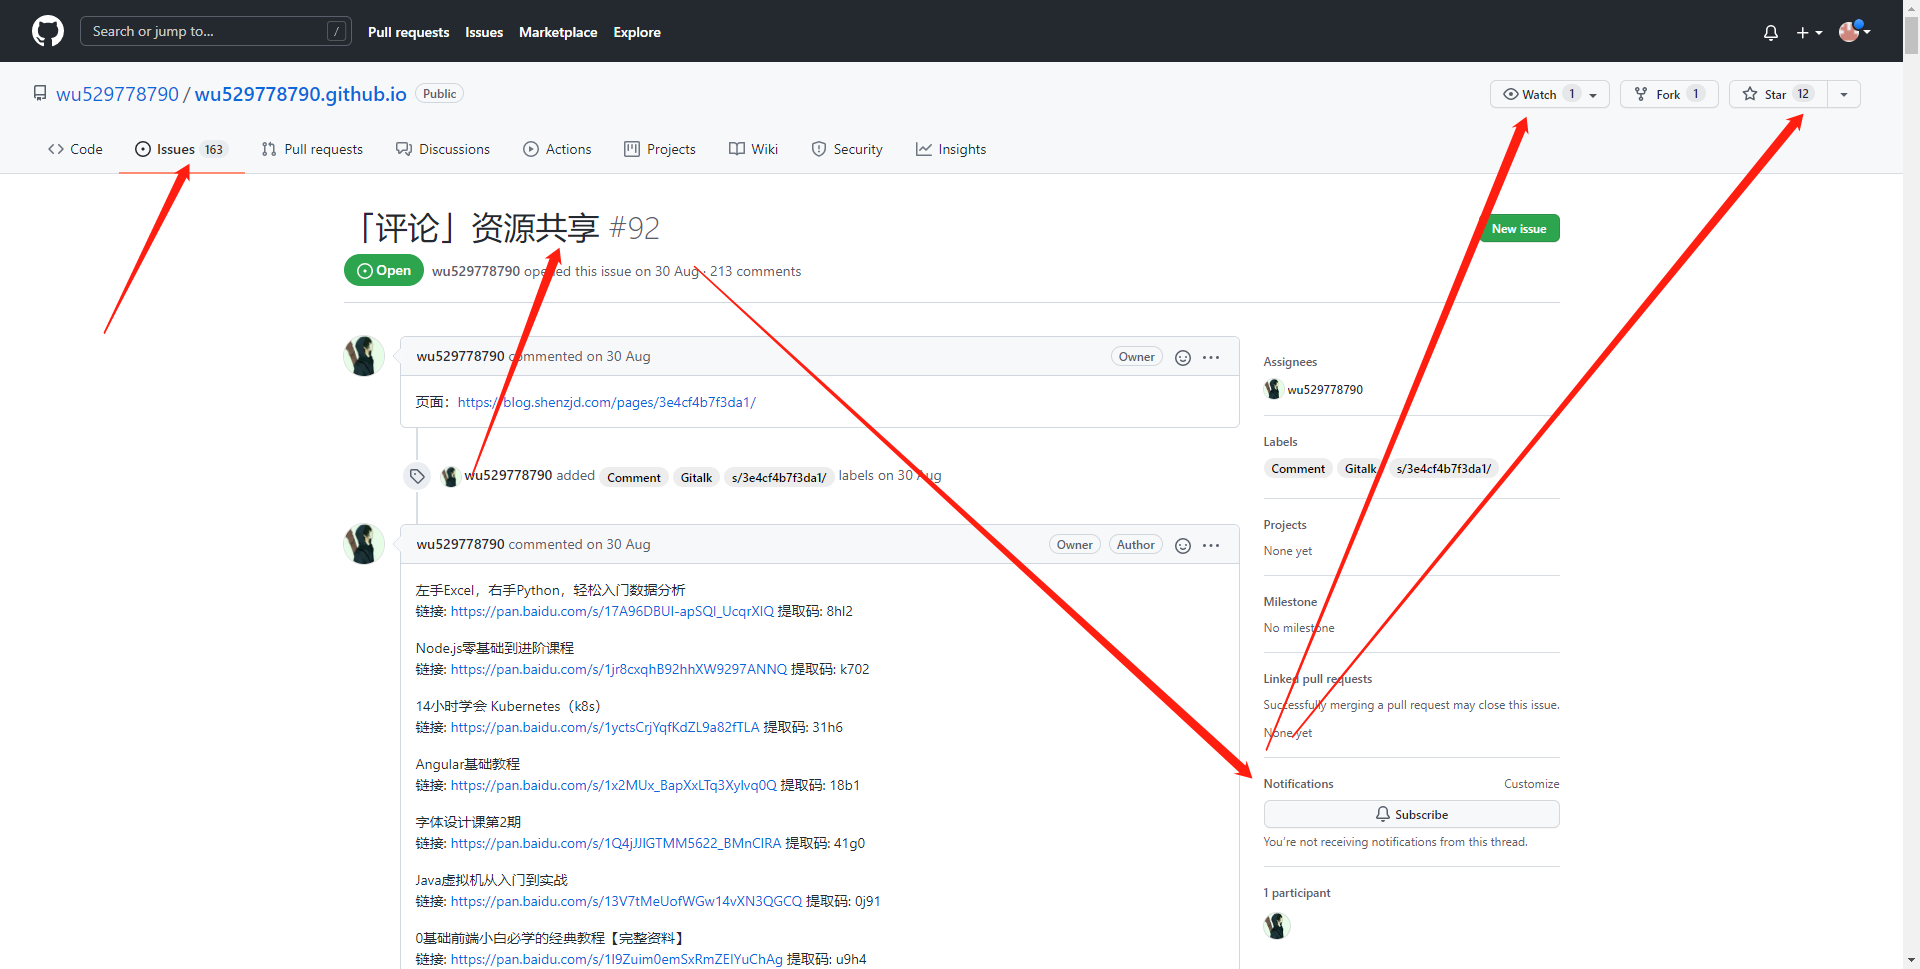 Search or jump to... /
Pull requests Issues Marketplace Explore
wu529778790 / wu529778790.github.io Public
Watch 1 Fork 1 Star 12
Code Issues 163 Pull requests Discussions Actions Projects Wiki Security Insights
「评论」资源共享 #92
New issue
Open wu529778790 opened this issue on 30 Aug · 213 comments
wu529778790 commented on 30 Aug Owner
页面：https://blog.shenzjd.com/pages/3e4cf4b7f3da1/
wu529778790 added Comment Gitalk s/3e4cf4b7f3da1/ labels on 30 Aug
wu529778790 commented on 30 Aug Owner Author
左手Excel，右手Python，轻松入门数据分析
链接: https://pan.baidu.com/s/17A96DBUI-apSQl_UcqrXIQ 提取码: 8hl2
Node.js零基础到进阶课程
链接: https://pan.baidu.com/s/1jr8cxqhB92hhXW9297ANNQ 提取码: k702
14小时学会 Kubernetes（k8s）
链接: https://pan.baidu.com/s/1yctsCrjYqfKdZL9a82fTLA 提取码: 31h6
Angular基础教程
链接: https://pan.baidu.com/s/1x2MUx_BapXxLTq3Xylvq0Q 提取码: 18b1
字体设计课第2期
链接: https://pan.baidu.com/s/1Q4jJJIGTMM5622_BMnCIRA 提取码: 41g0
Java虚拟机从入门到实战
链接: https://pan.baidu.com/s/13V7tMeUofWGw14vXN3QGCQ 提取码: 0j91
0基础前端小白必学的经典教程【完整资料】
链接: https://pan.baidu.com/s/1I9Zuim0emSxRmZEIYuChAg 提取码: u9h4
Assignees
wu529778790
Labels
Comment Gitalk s/3e4cf4b7f3da1/
Projects
None yet
Milestone
No milestone
Linked pull requests
Successfully merging a pull request may close this issue.
None yet
Notifications Customize
Subscribe
You're not receiving notifications from this thread.
1 participant